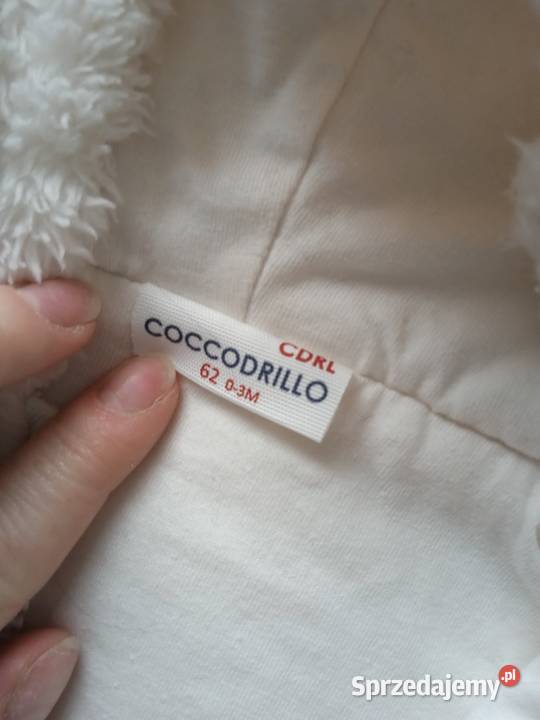 CDRL
COCCODRILLO
62 0-3M
Sprzedajemy.pl